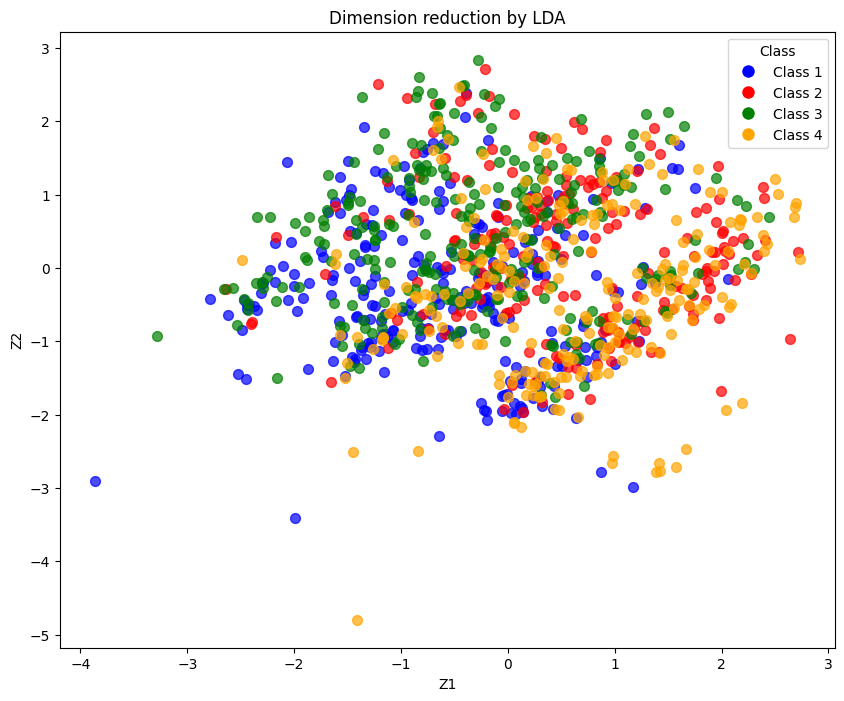 Dimension reduction by LDA
Class
Class 1
Class 2
Class 3
Class 4
Z2
3
2
1
0
−1
−2
−3
−4
−5
−4
−3
−2
−1
0
1
2
3
Z1